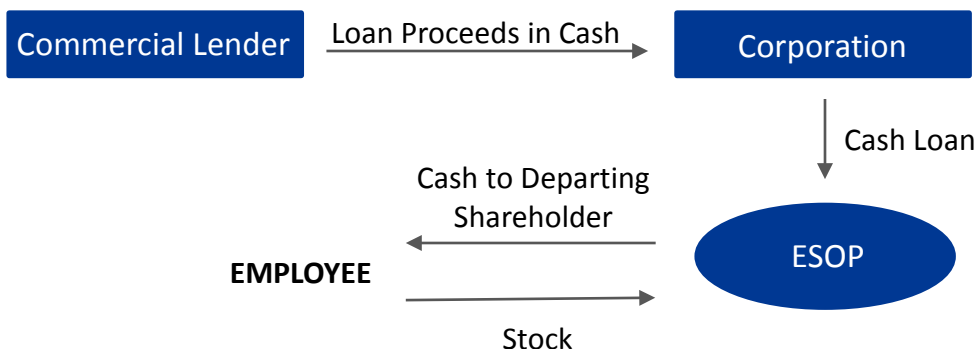 Commercial Lender
Loan Proceeds in Cash
Corporation
Cash Loan
Cash to Departing
Shareholder
ESOP
EMPLOYEE
Stock